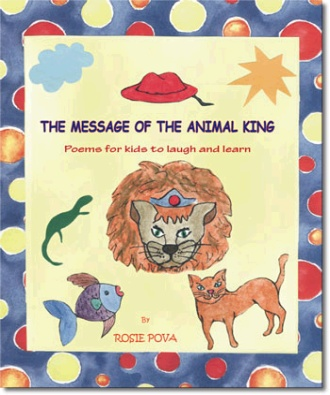 THE MESSAGE OF THE ANIMAL KING
Poems for kids to laugh and learn
BY
ROSIE POVA